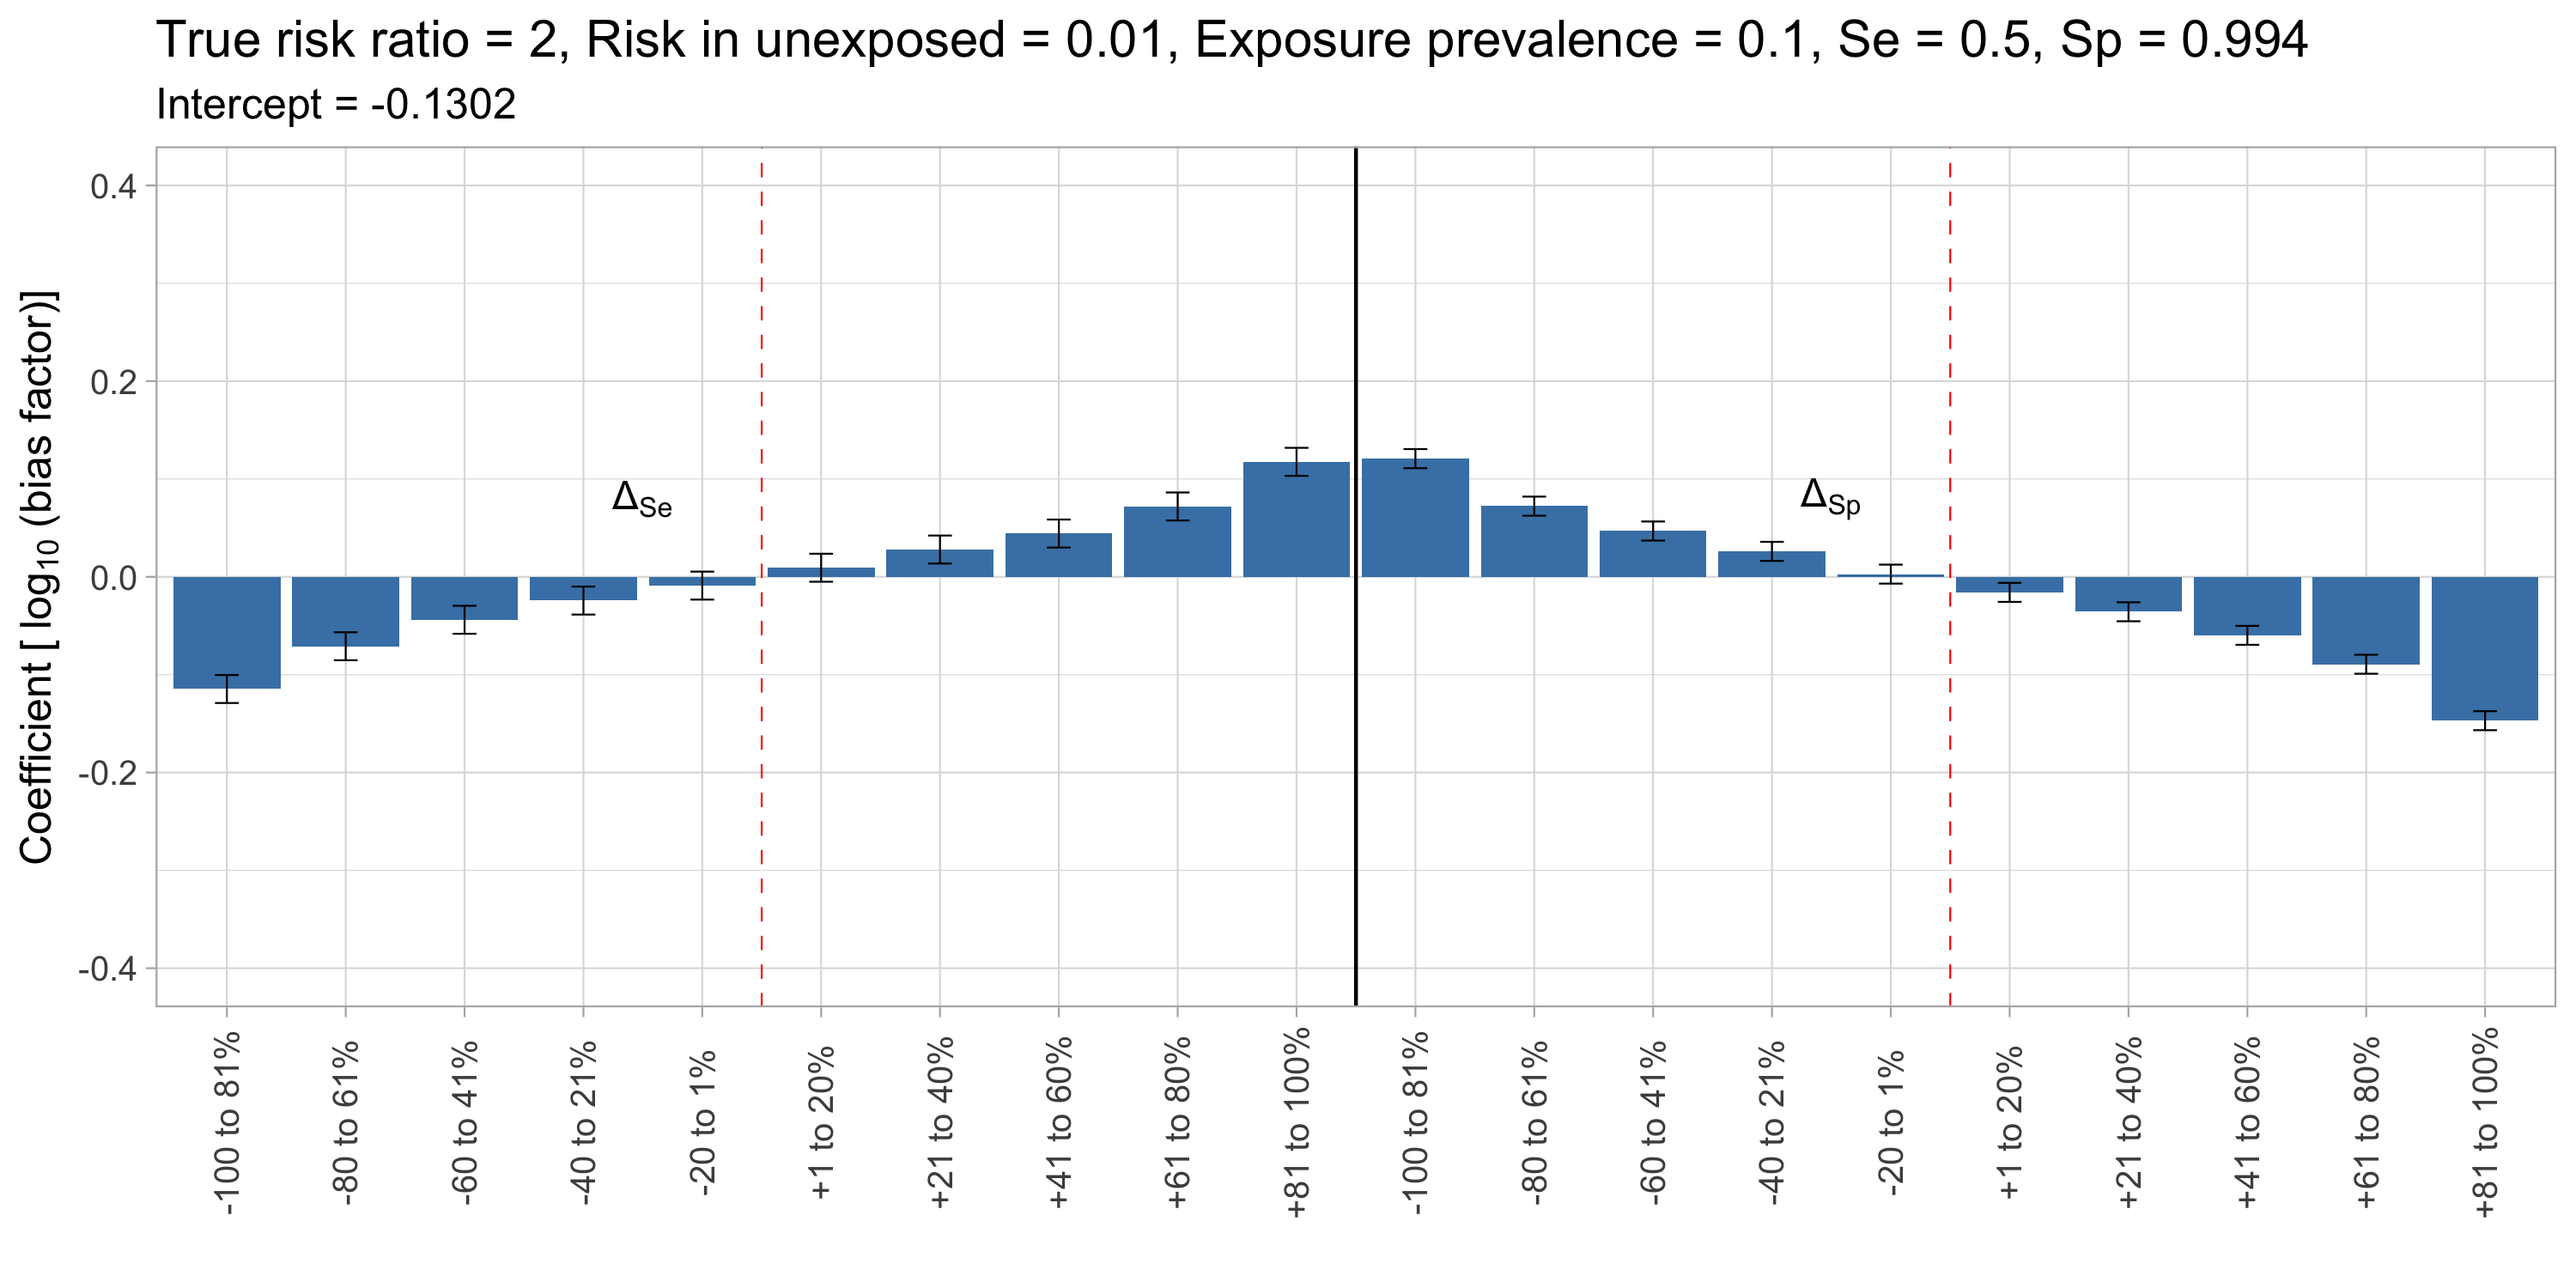 True risk ratio = 2, Risk in unexposed = 0.01, Exposure prevalence = 0.1, Se = 0.5, Sp = 0.994
Intercept = -0.1302
Coefficient [ log10 (bias factor)]
0.4
0.2
0.0
-0.2
-0.4
ΔSe
ΔSp
-100 to 81%
-80 to 61%
-60 to 41%
-40 to 21%
-20 to 1%
+1 to 20%
+21 to 40%
+41 to 60%
+61 to 80%
+81 to 100%
-100 to 81%
-80 to 61%
-60 to 41%
-40 to 21%
-20 to 1%
+1 to 20%
+21 to 40%
+41 to 60%
+61 to 80%
+81 to 100%